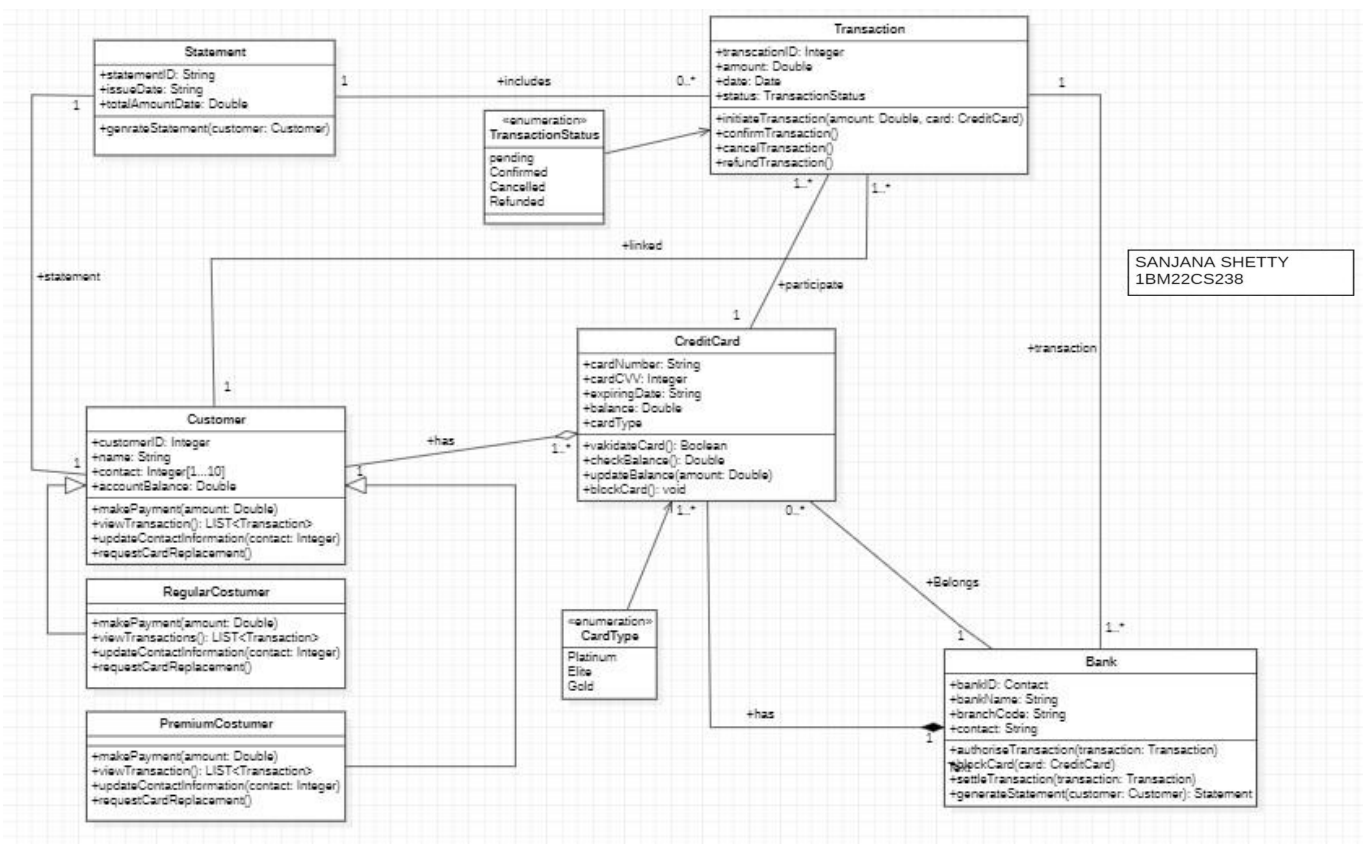 Statement
+statementID: String
+issueDate: String
+totalAmountDate: Double
+genrateStatement(customer: Customer)
1
+includes
0..*
Transaction
+transcationID: Integer
+amount: Double
+date: Date
+status: TransactionStatus
+initiateTransaction(amount: Double, card: CreditCard)
+confirmTransaction()
+cancelTransaction()
+refundTransaction()
1
1
«enumeration»
TransactionStatus
pending
Confirmed
Cancelled
Refunded
1..*
1..*
+linked
+statement
+participate
SANJANA SHETTY
1BM22CS238
+transaction
1
1
CreditCard
+cardNumber: String
+cardCVV: Integer
+expiringDate: String
+balance: Double
+cardType
+vakidateCard(): Boolean
+checkBalance(): Double
+updateBalance(amount: Double)
+blockCard(): void
Customer
+customerID: Integer
+name: String
+contact: Integer[1...10]
+accountBalance: Double
+makePayment(amount: Double)
+viewTransaction(): LIST<Transaction>
+updateContactInformation(contact: Integer)
+requestCardReplacement()
+has
1..*
1
1
1..*
0..*
RegularCostumer
+makePayment(amount: Double)
+viewTransactions(): LIST<Transaction>
+updateContactInformation(contact: Integer)
+requestCardReplacement()
+Belongs
«enumeration»
CardType
Platinum
Elite
Gold
1
1..*
PremiumCostumer
+makePayment(amount: Double)
+viewTransaction(): LIST<Transaction>
+updateContactInformation(contact: Integer)
+requestCardReplacement()
+has
1
Bank
+bankID: Contact
+bankName: String
+branchCode: String
+contact: String
+authoriseTransaction(transaction: Transaction)
+blockCard(card: CreditCard)
+settleTransaction(transaction: Transaction)
+generateStatement(customer: Customer): Statement